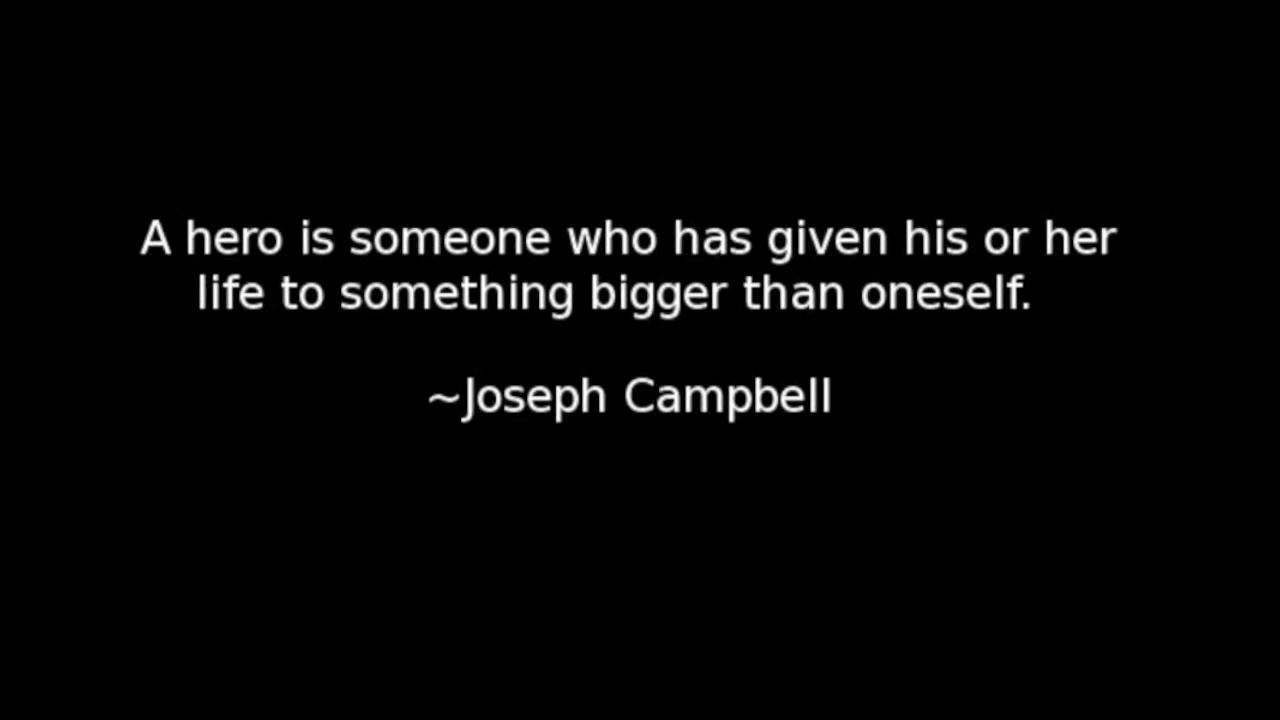 A hero is someone who has given his or her
life to something bigger than oneself.
~Joseph Campbell